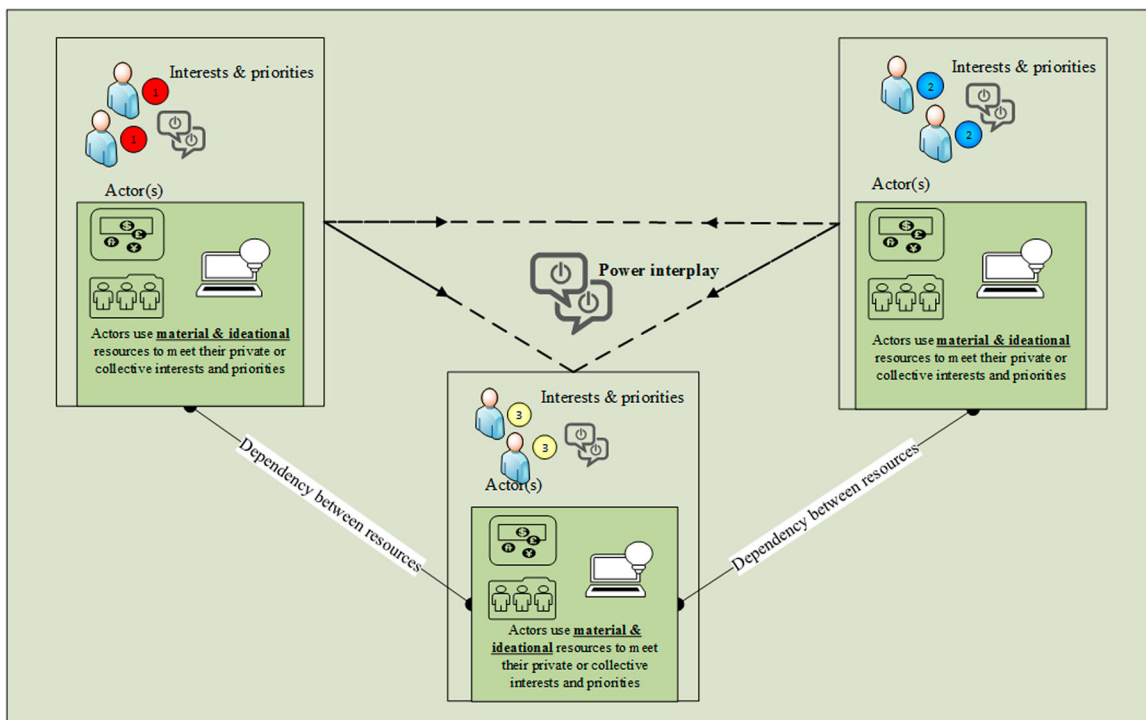 Interests & priorities
1
1
Actor(s)
$
£
¥
Actors use material & ideational
resources to meet their private or
collective interests and priorities
Interests & priorities
2
2
Actor(s)
$
£
¥
Actors use material & ideational
resources to meet their private or
collective interests and priorities
Power interplay
Interests & priorities
3
3
Actor(s)
$
£
¥
Actors use material &
ideational resources to meet
their private or collective
interests and priorities
Dependency between resources
Dependency between resources